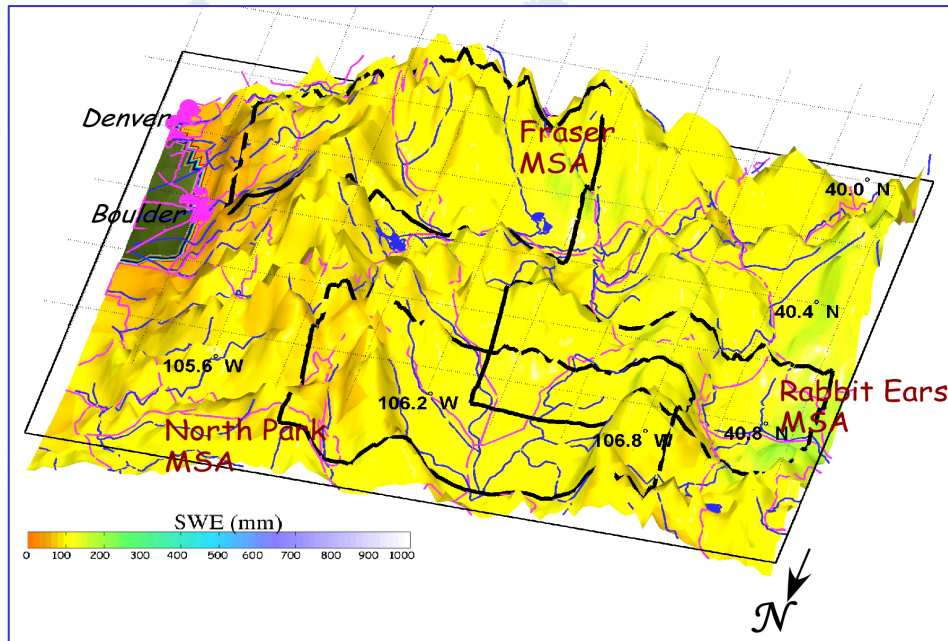 Denver
Fraser
MSA
40.0° N
Boulder
40.4° N
105.6° W
106.2° W
Rabbit Ears
MSA
North Park
MSA
106.8° W
40.8° N
SWE (mm)
0 100 200 300 400 500 600 700 800 900 1000
N